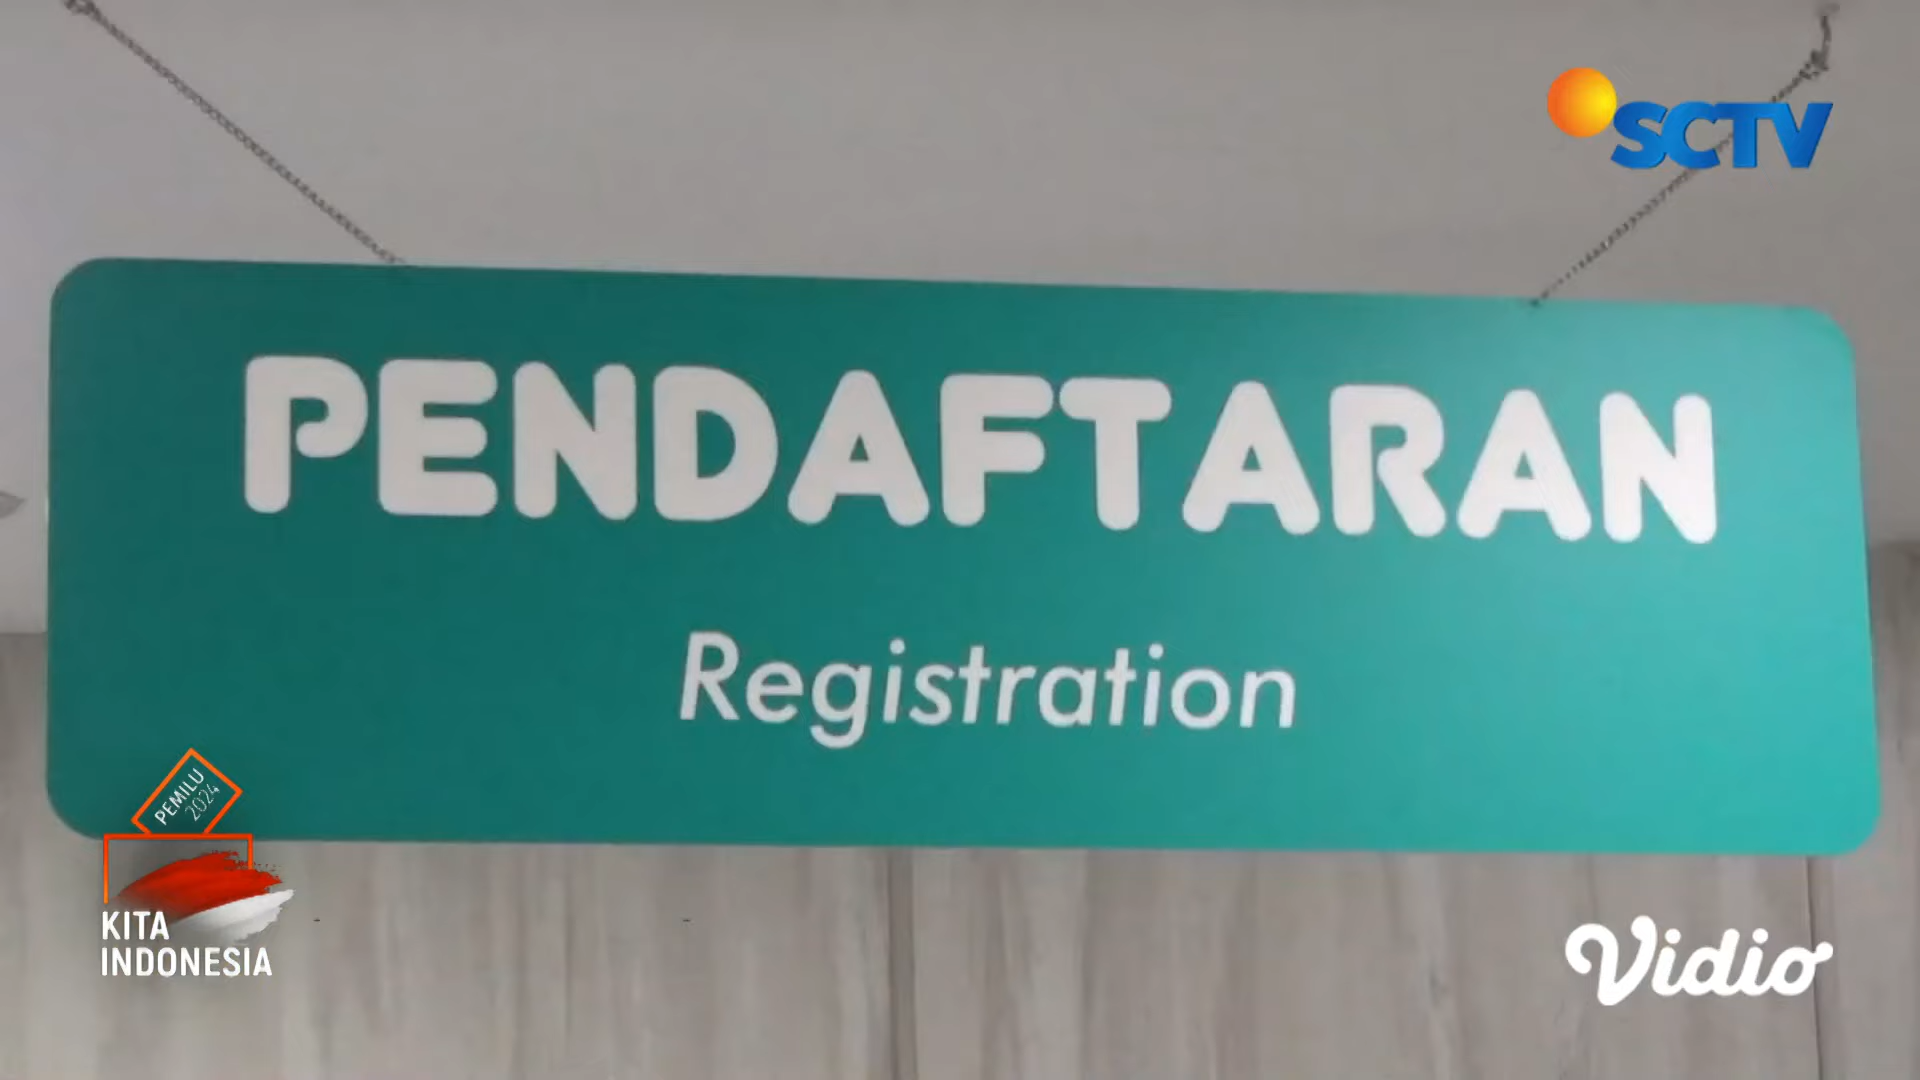 SCTV
PENDAFTARAN
Registration
PEMILU
2024
KITA
INDONESIA
Vidio